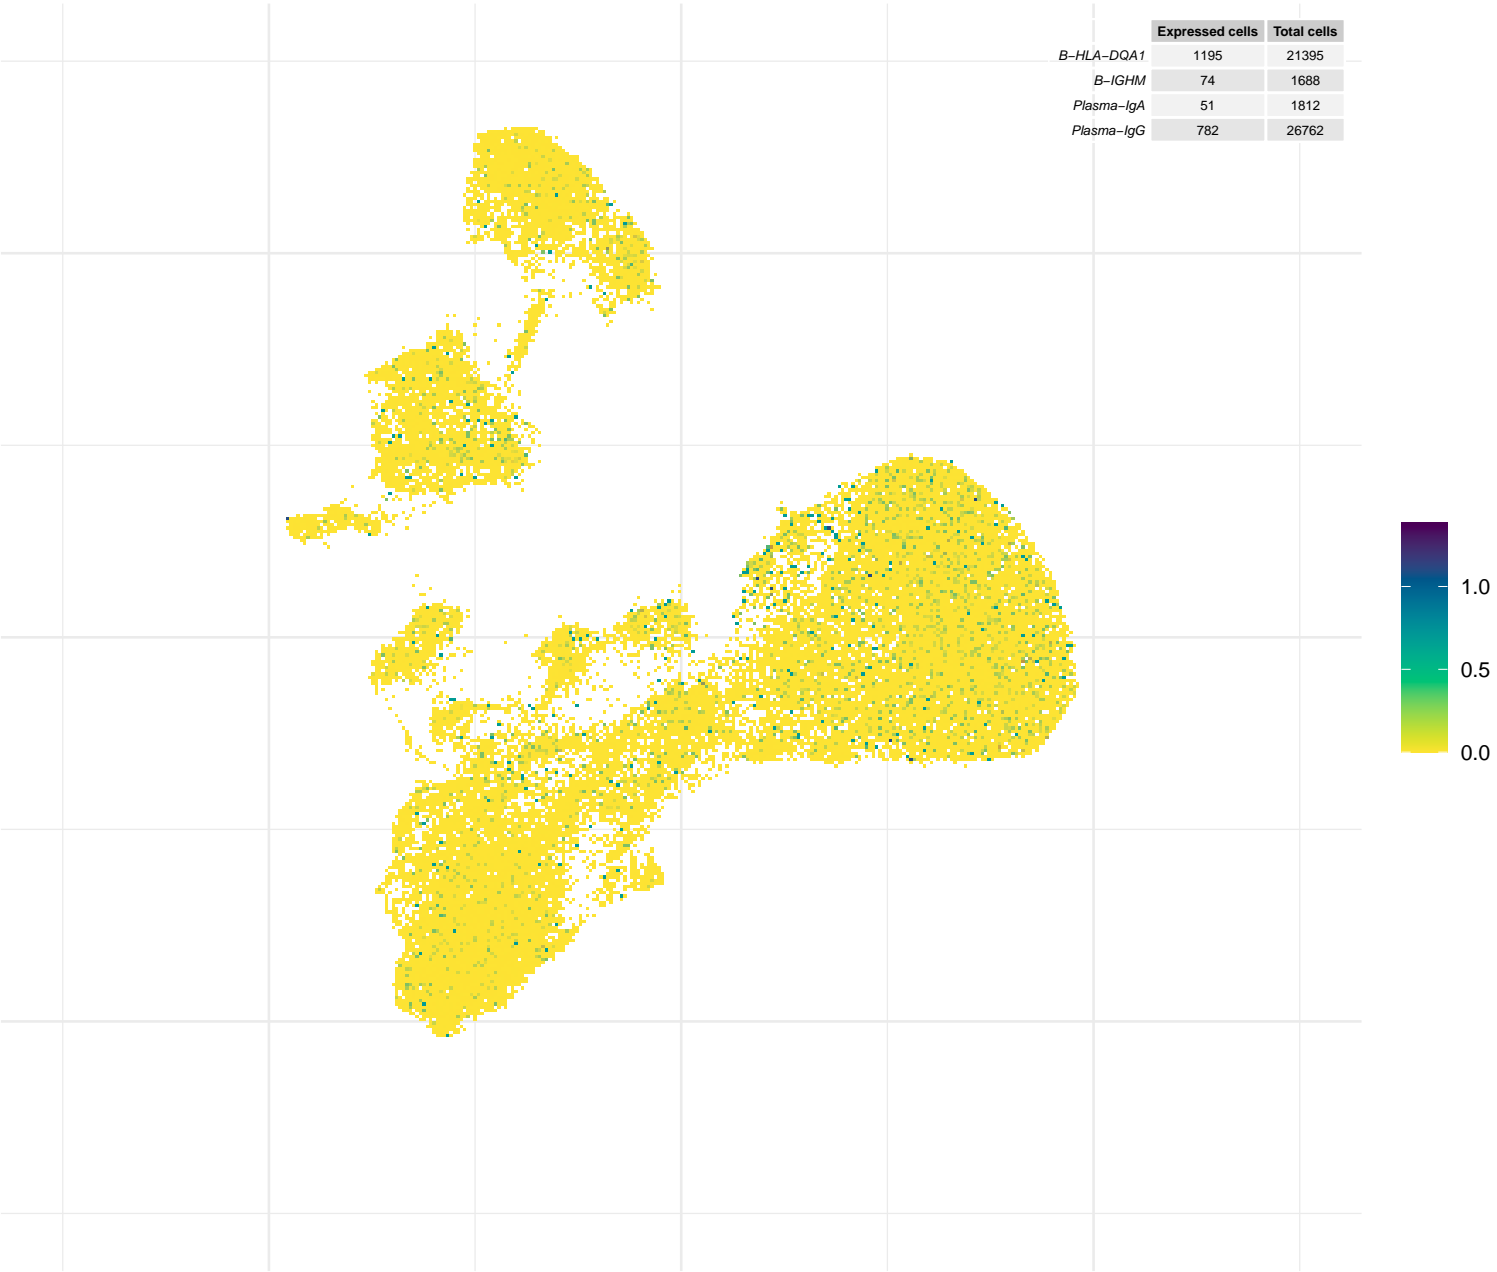 Expressed cells Total cells
B−HLA−DQA1 1195 21395
B−IGHM 74 1688
Plasma−IgA 51 1812
Plasma−IgG 782 26762
1.0
0.5
0.0